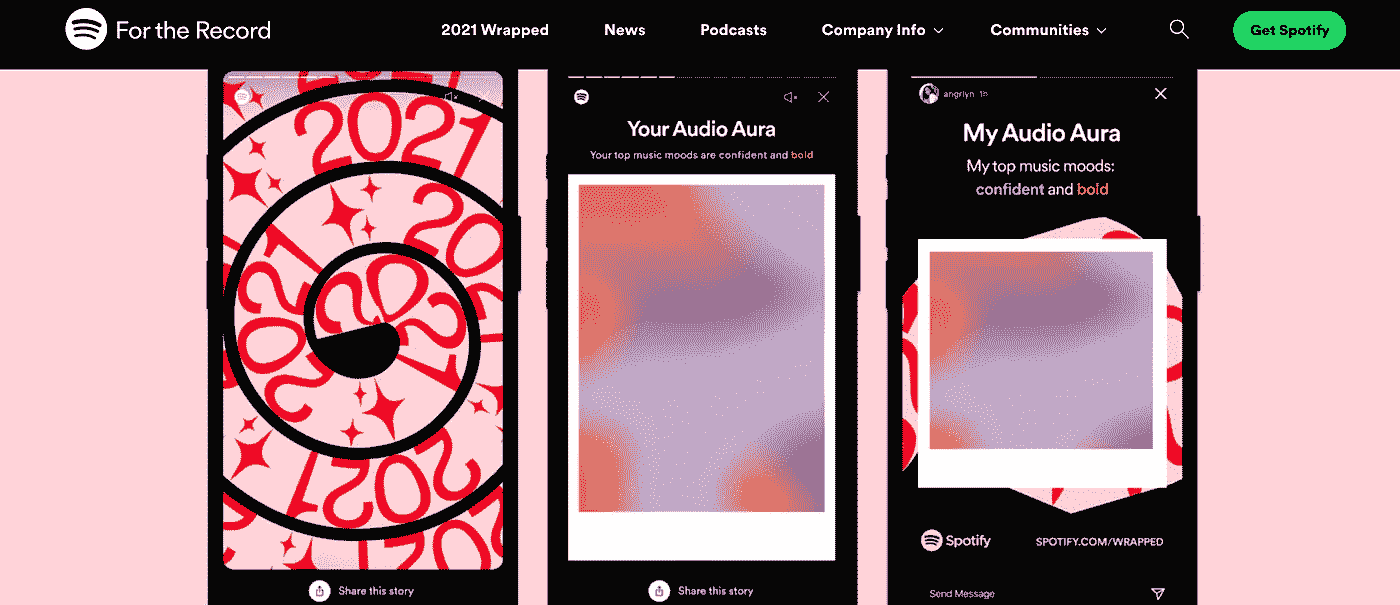 For the Record
2021 Wrapped
News
Podcasts
Company Info
Communities
Get Spotify
2021
2021
2021
2021
2021
2021
Share this story
Your Audio Aura
Your top music moods are confident and bold
Share this story
angrlyn 1h
My Audio Aura
My top music moods:
confident and bold
Spotify
SPOTIFY.COM/WRAPPED
Send Message